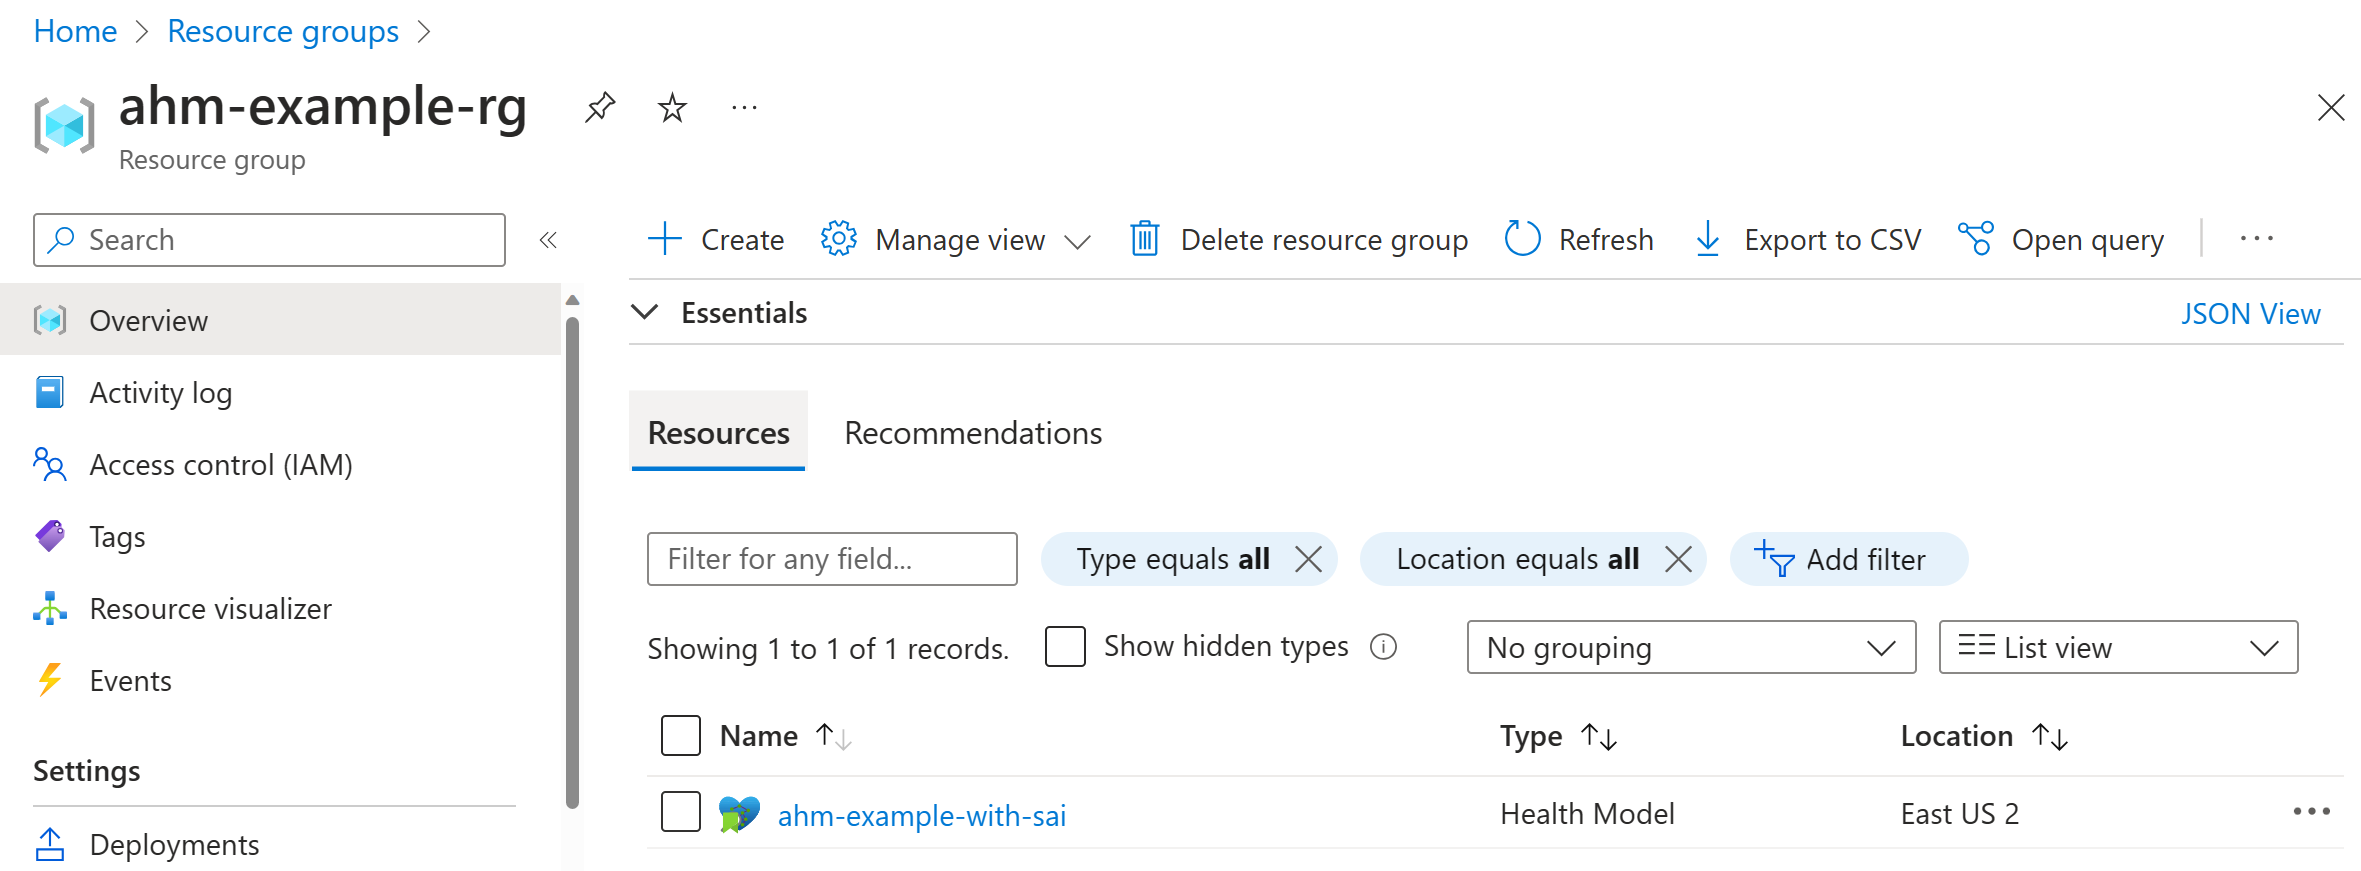 Home > Resource groups >
ahm-example-rg ...
Resource group
Search «
Overview
Activity log
Access control (IAM)
Tags
Resource visualizer
Events
Settings
Deployments
Create Manage view Delete resource group Refresh Export to CSV Open query ...
Essentials JSON View
Resources Recommendations
Filter for any field... Type equals all Location equals all Add filter
Showing 1 to 1 of 1 records. Show hidden types No grouping List view
Name Type Location
ahm-example-with-sai Health Model East US 2 ...